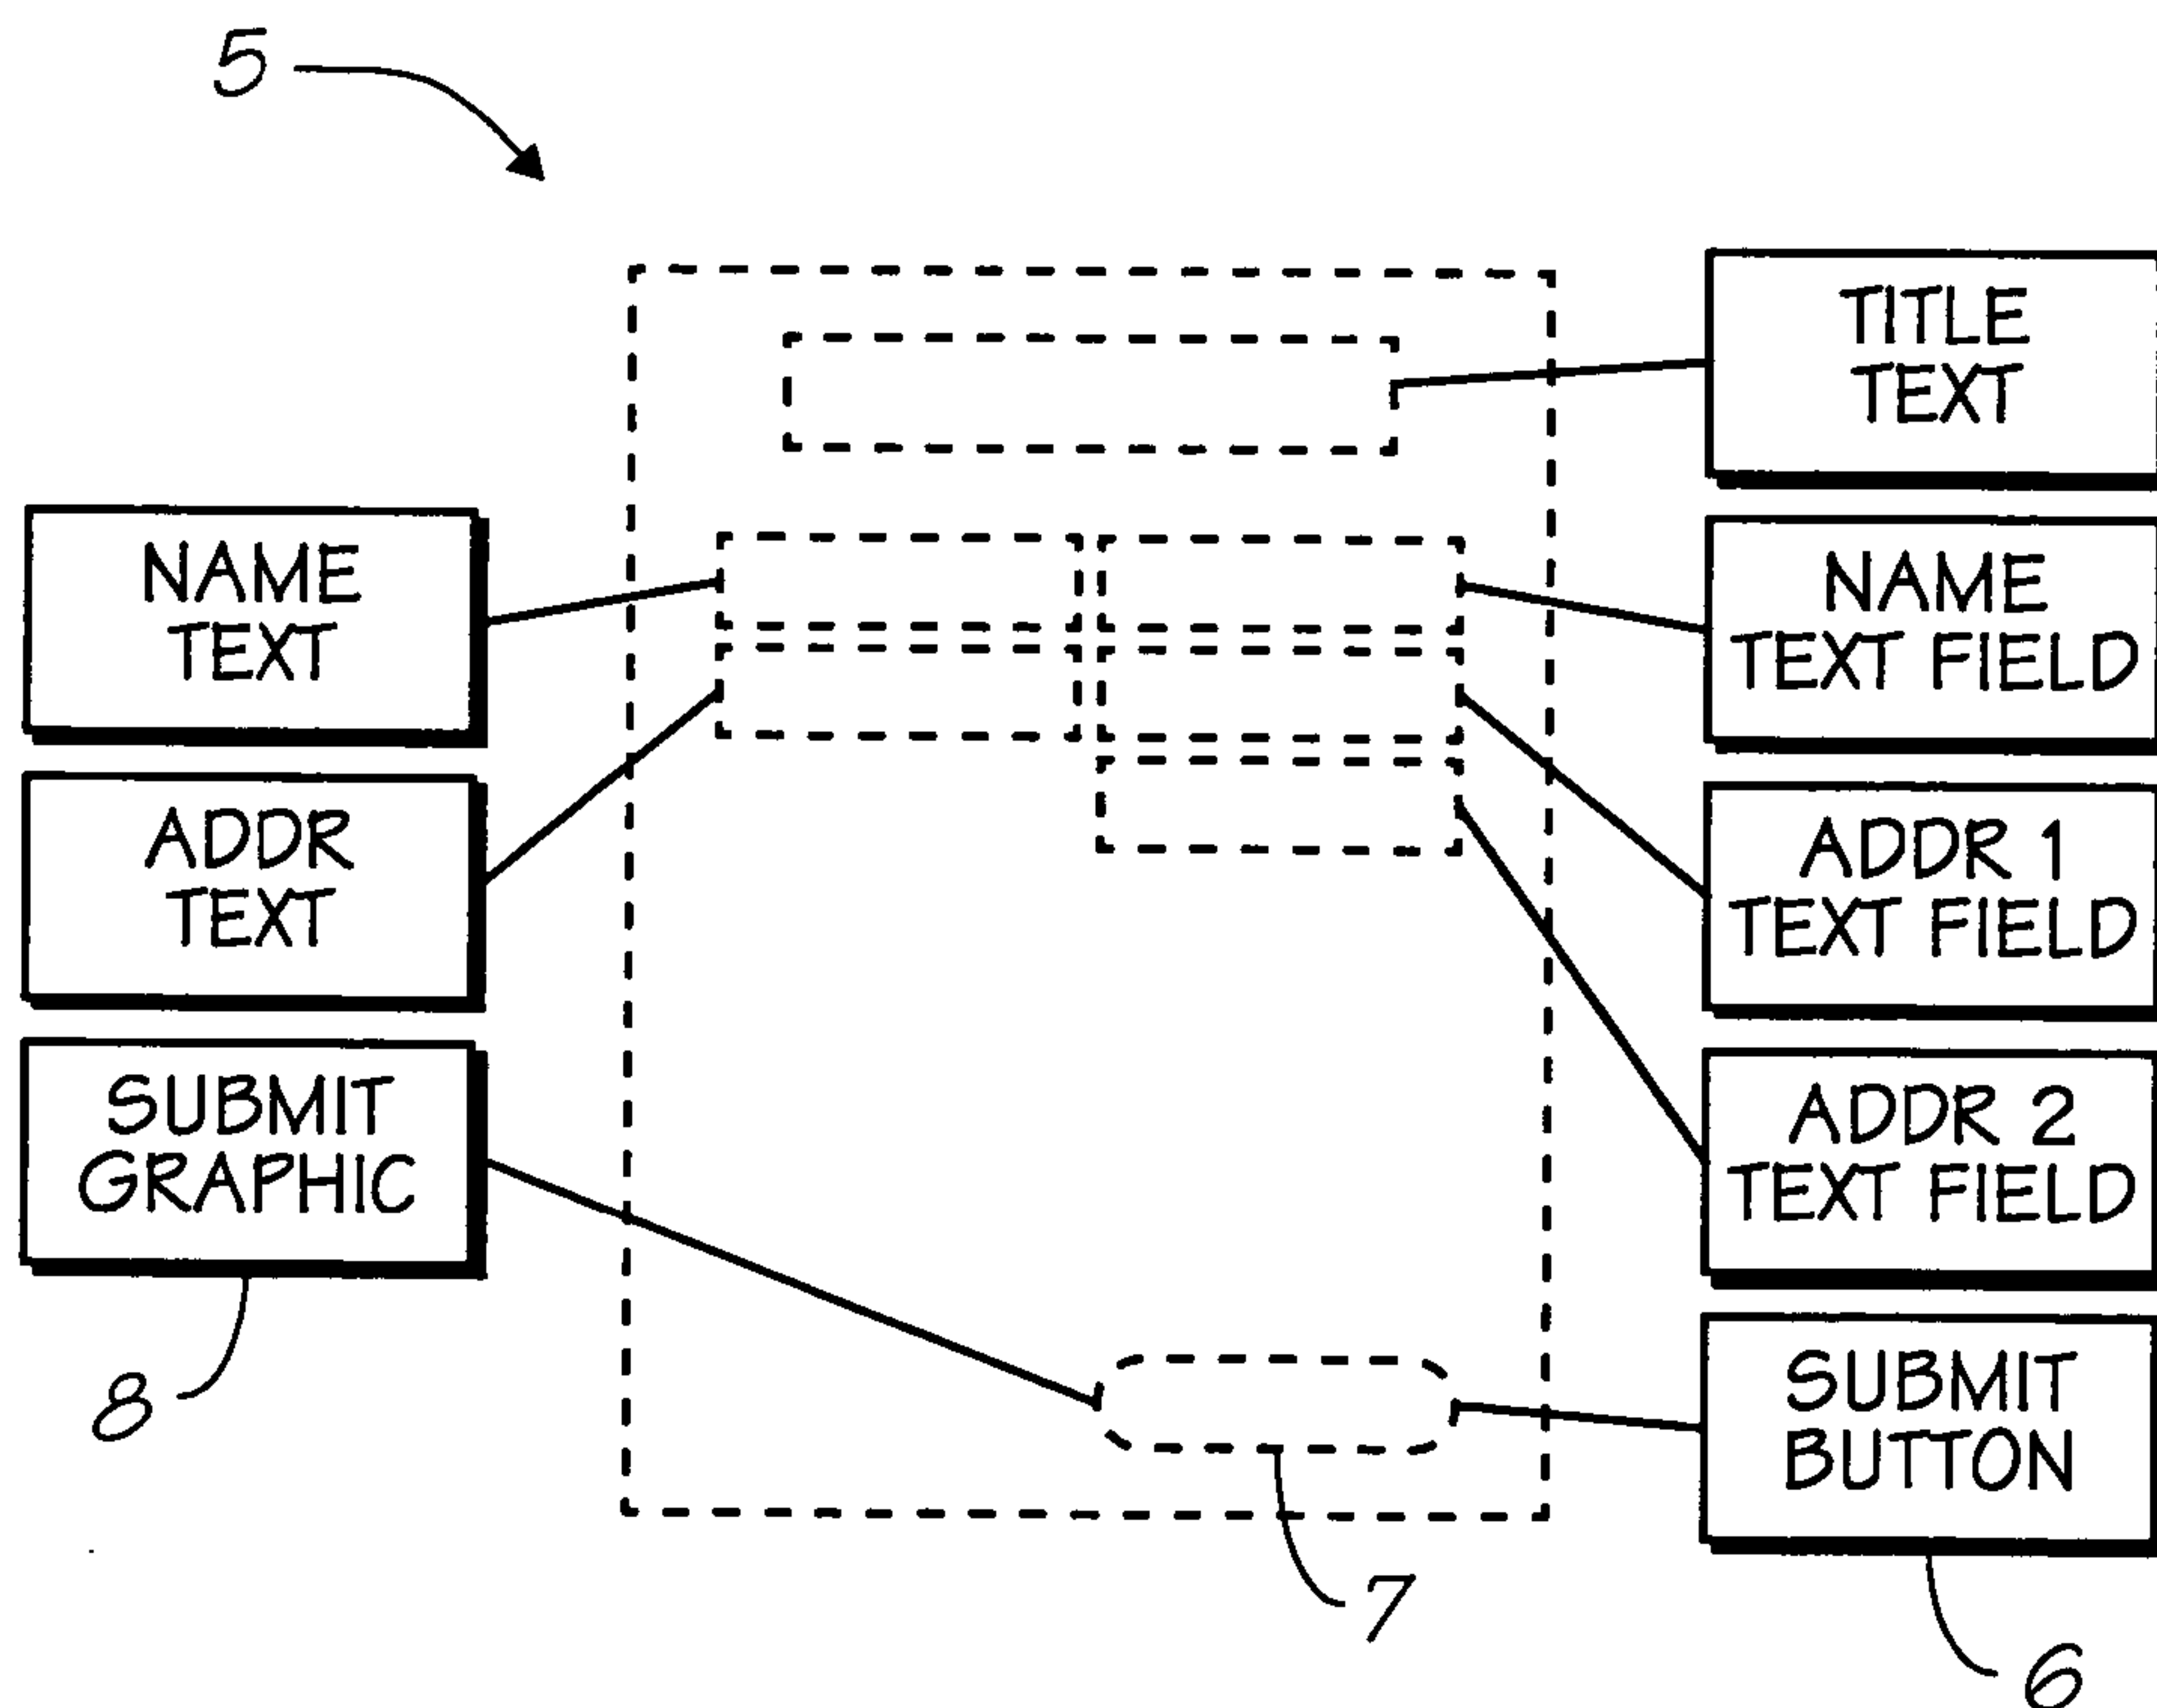 5
TITLE
TEXT
NAME
TEXT
NAME
TEXT FIELD
ADDR
TEXT
ADDR 1
TEXT FIELD
SUBMIT
GRAPHIC
ADDR 2
TEXT FIELD
SUBMIT
BUTTON
8
7
6